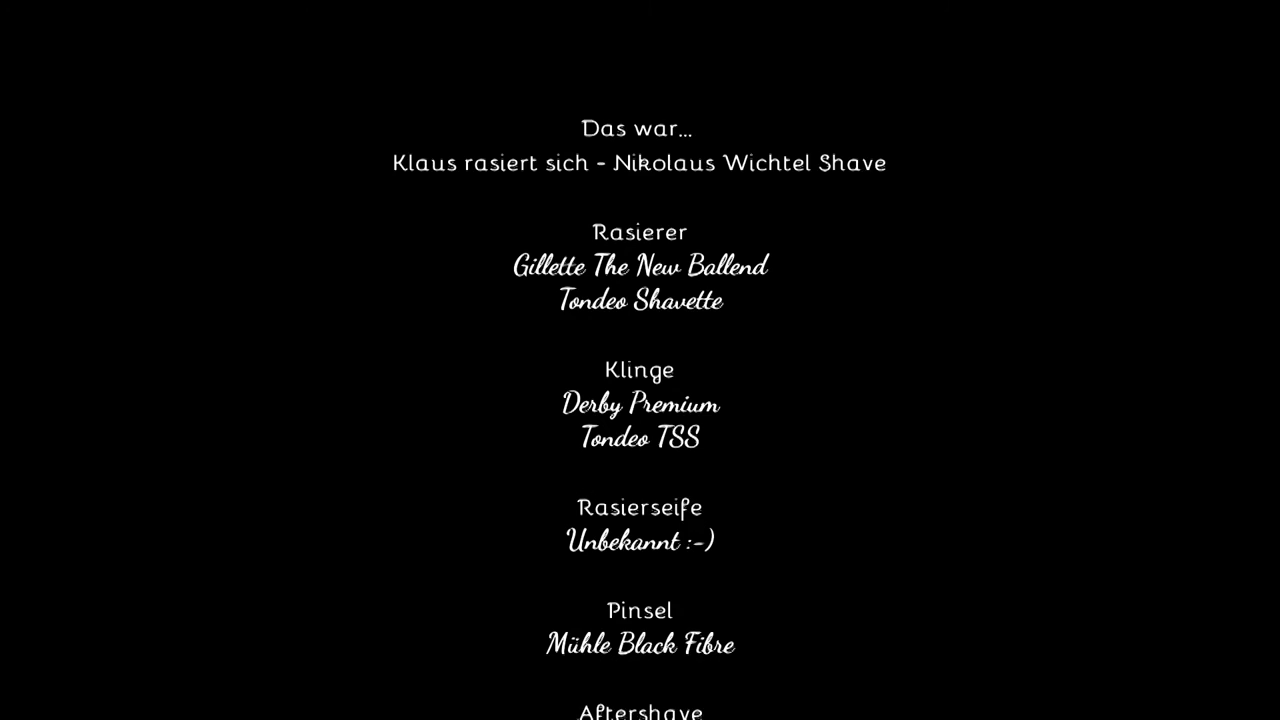 Das war...
Klaus rasiert sich - Nikolaus Wichtel Shave
Rasierer
Gillette The New Ballend
Tondeo Shavette
Klinge
Derby Premium
Tondeo TSS
Rasierseife
Unbekannt :-)
Pinsel
Mühle Black Fibre
Aftershave